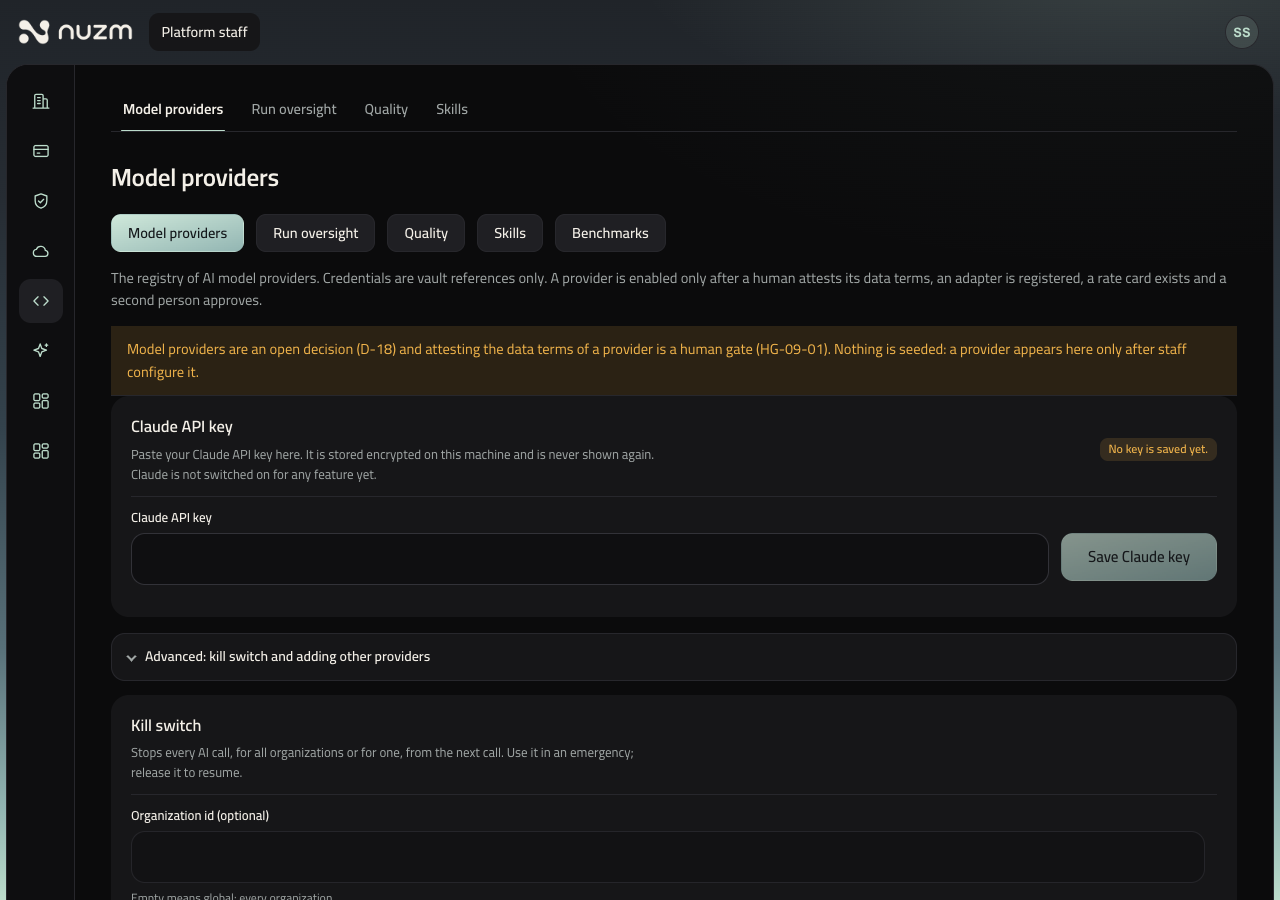 nuzm
Platform staff
SS
Model providers
Run oversight
Quality
Skills
Model providers
Model providers
Run oversight
Quality
Skills
Benchmarks
The registry of AI model providers. Credentials are vault references only. A provider is enabled only after a human attests its data terms, an adapter is registered, a rate card exists and a
second person approves.
Model providers are an open decision (D-18) and attesting the data terms of a provider is a human gate (HG-09-01). Nothing is seeded: a provider appears here only after staff
configure it.
Claude API key
Paste your Claude API key here. It is stored encrypted on this machine and is never shown again.
Claude is not switched on for any feature yet.
No key is saved yet.
Claude API key
Save Claude key
Advanced: kill switch and adding other providers
Kill switch
Stops every AI call, for all organizations or for one, from the next call. Use it in an emergency;
release it to resume.
Organization id (optional)
Empty means global: every organization.